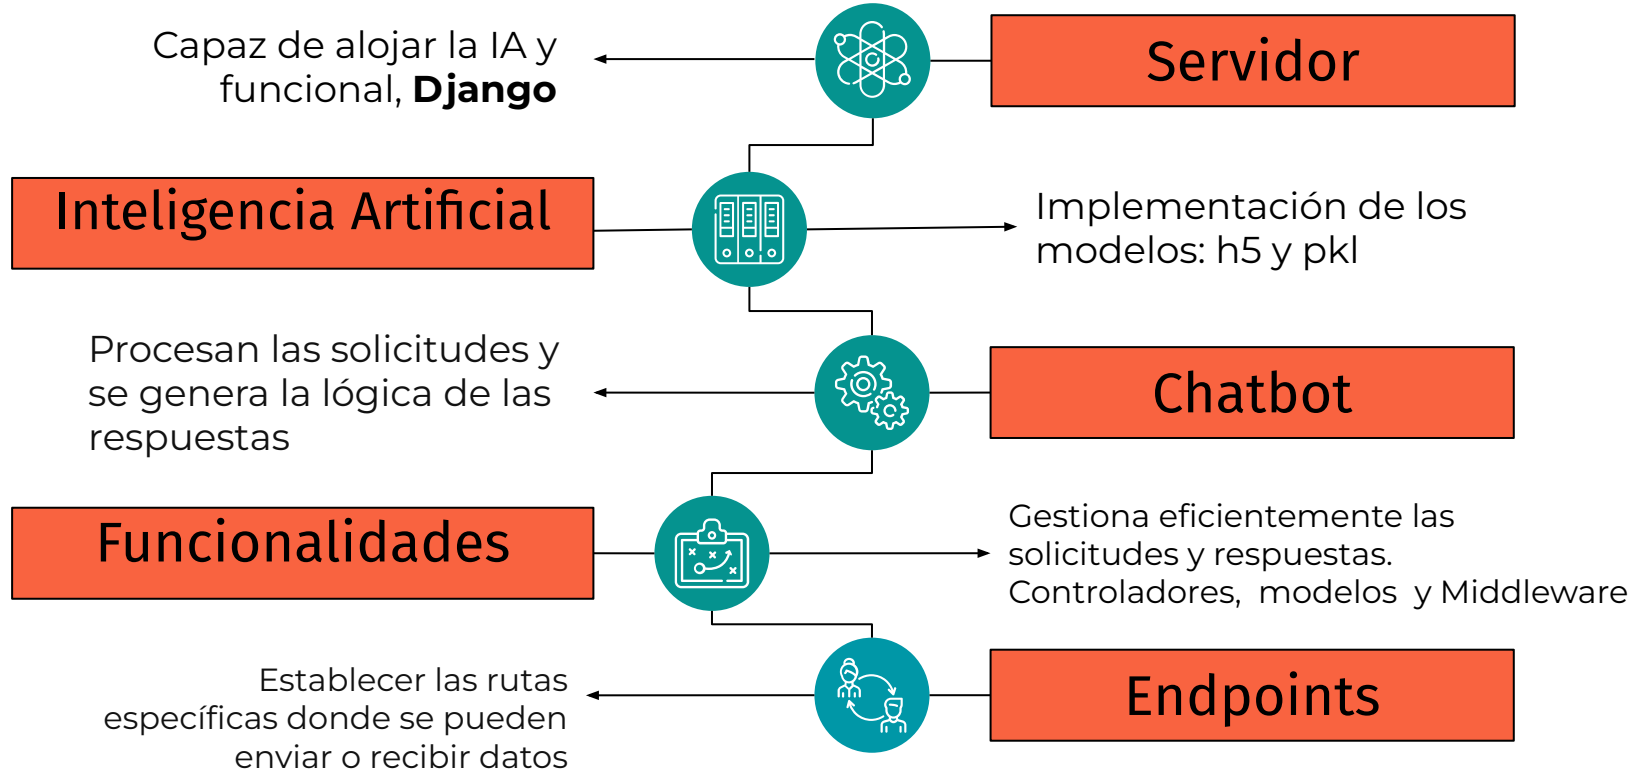 Servidor
Capaz de alojar la IA y
funcional, Django
Inteligencia Artificial
Implementación de los
modelos: h5 y pkl
Chatbot
Procesan las solicitudes y
se genera la lógica de las
respuestas
Funcionalidades
Gestiona eficientemente las
solicitudes y respuestas.
Controladores, modelos y Middleware
Endpoints
Establecer las rutas
específicas donde se pueden
enviar o recibir datos